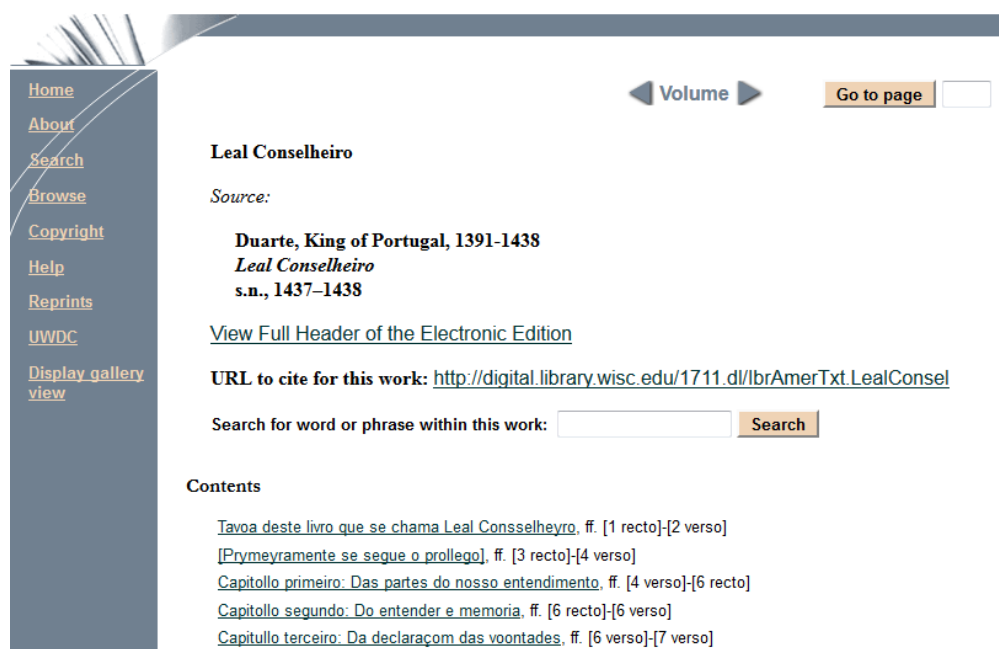 Home
About
Search
Browse
Copyright
Help
Reprints
UWDC
Display gallery
view
Volume
Go to page
Leal Conselheiro
Source:
Duarte, King of Portugal, 1391-1438
Leal Conselheiro
s.n., 1437–1438
View Full Header of the Electronic Edition
URL to cite for this work: http://digital.library.wisc.edu/1711.dl/IbrAmerTxt.LealConsel
Search for word or phrase within this work:
Search
Contents
Tavoa deste livro que se chama Leal Consselheyro, ff. [1 recto]-[2 verso]
[Prymeyramente se segue o prollego], ff. [3 recto]-[4 verso]
Capitollo primeiro: Das partes do nosso entendimento, ff. [4 verso]-[6 recto]
Capitollo segundo: Do entender e memoria, ff. [6 recto]-[6 verso]
Capitullo terceiro: Da declaraçom das voontades, ff. [6 verso]-[7 verso]